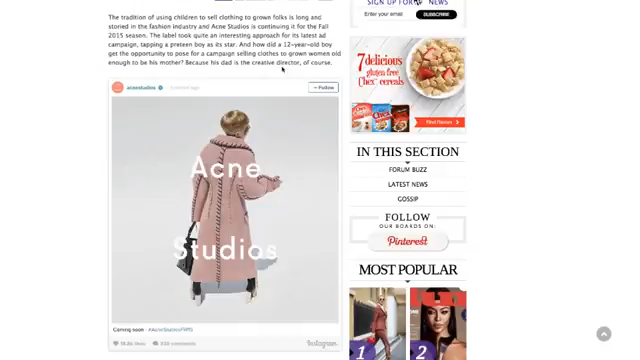 SIGN UP FOR NEWS
Enter your email
SUBSCRIBE
The tradition of using children to sell clothing to grown folks is long and
storied in the fashion industry and Acne Studios is continuing it for the Fall
2015 season. The label took quite an interesting approach for its latest ad
campaign, tapping a preteen boy as its star. And how did a 12-year-old boy
get the opportunity to pose for a campaign selling clothes to grown women old
enough to be his mother? Because his dad is the creative director, of course.
acnestudios
Follow
Acne
Studios
Coming soon - #AcneStudiosFW15
likes
comments
Instagram
7 delicious
gluten free
Chex cereals
Chex
IN THIS SECTION
FORUM BUZZ
LATEST NEWS
GOSSIP
FOLLOW
OUR BOARDS ON:
Pinterest
MOST POPULAR
1
2